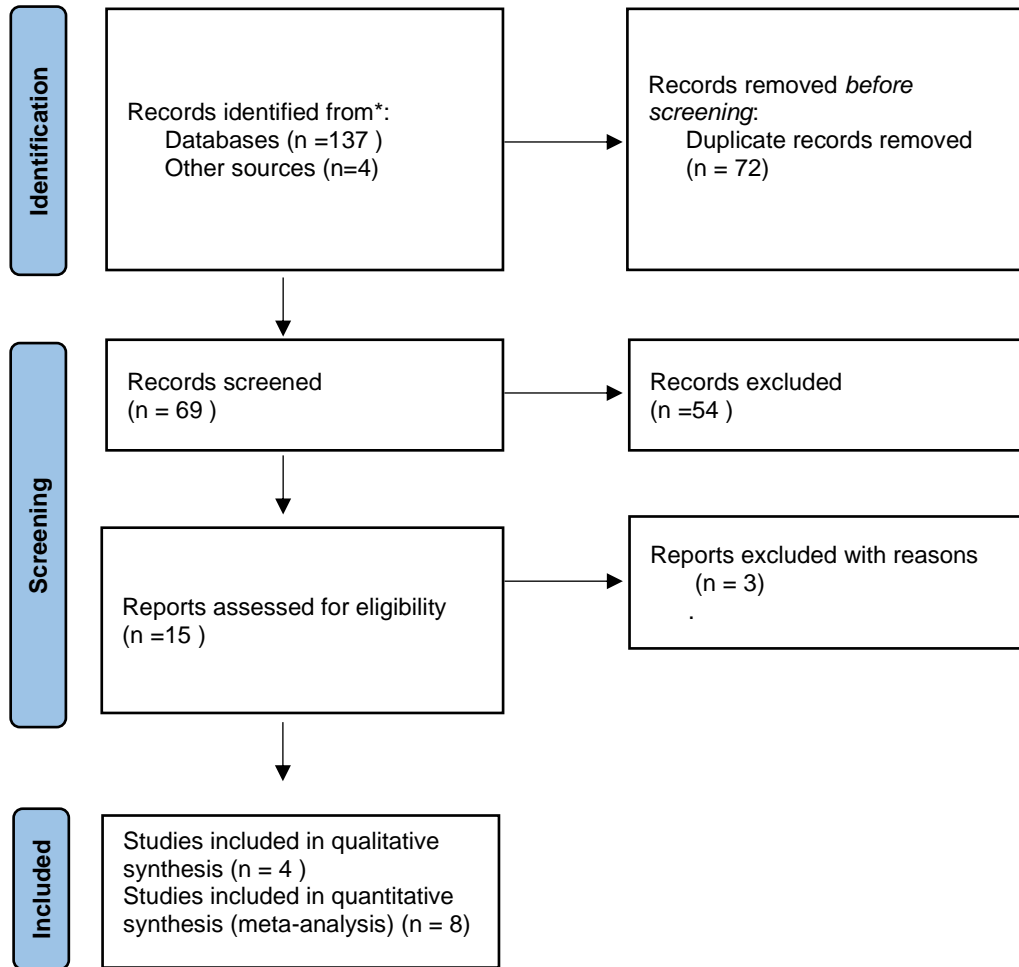 Identification
Records identified from*:
Databases (n =137 )
Other sources (n=4)
Records removed before
screening:
Duplicate records removed
(n = 72)
Screening
Records screened
(n = 69 )
Records excluded
(n =54 )
Reports assessed for eligibility
(n =15 )
Reports excluded with reasons
(n = 3)
.
Included
Studies included in qualitative
synthesis (n = 4 )
Studies included in quantitative
synthesis (meta-analysis) (n = 8)